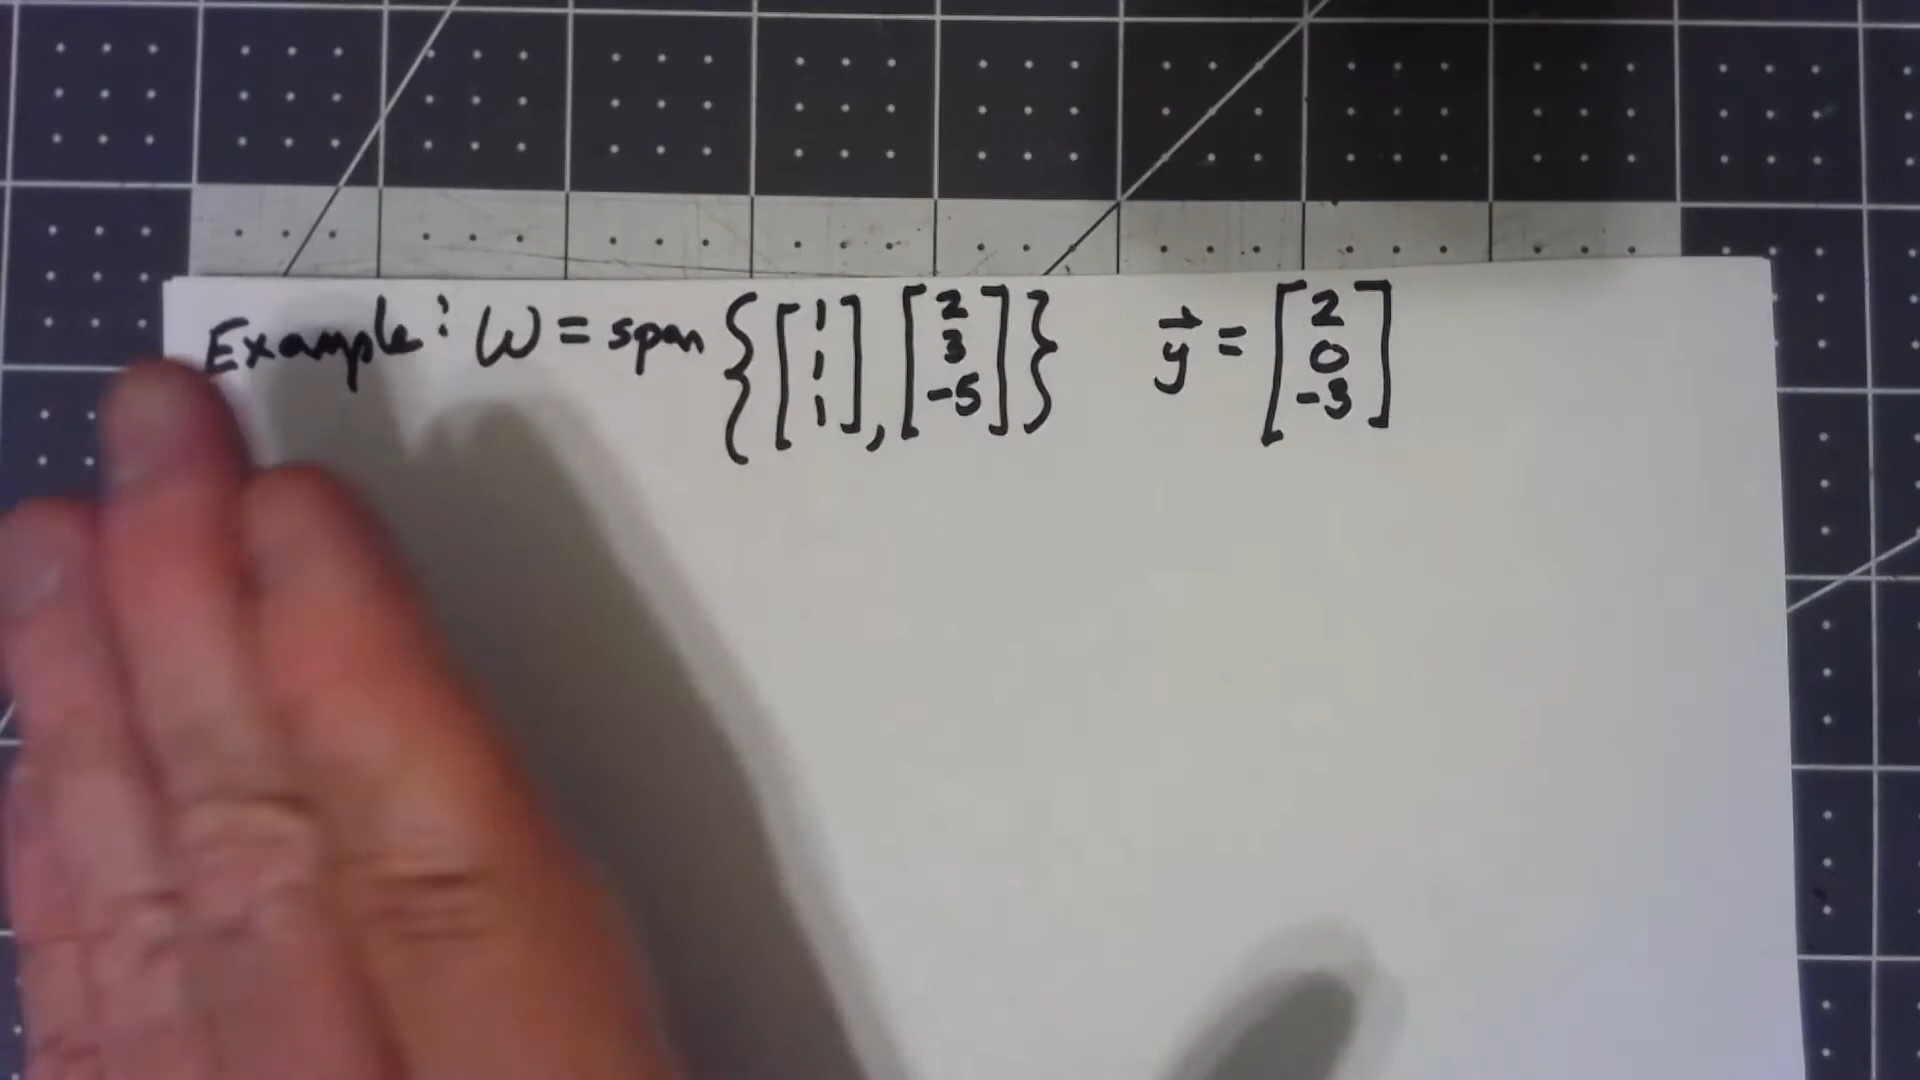 Example: W = span { [1 1 1], [2 3 -5] } y⃗ = [2 0 -3]